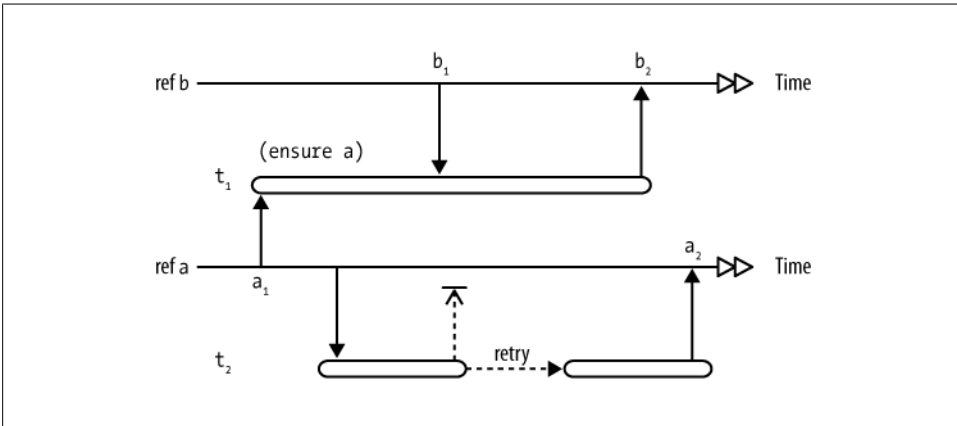 b₁ b₂
ref b Time
(ensure a)
t₁
a₂
ref a Time
a₁
t₂ retry